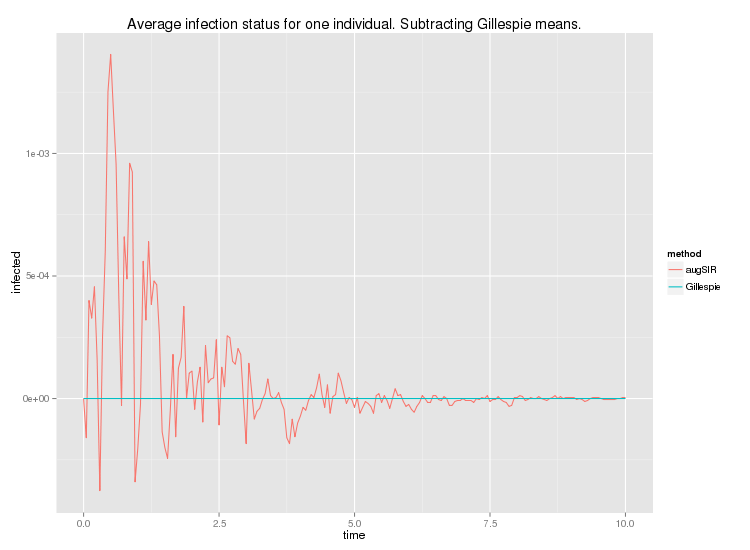 Average infection status for one individual. Subtracting Gillespie means.
1e-03
5e-04
0e+00
infected
0.0
2.5
5.0
7.5
10.0
time
method
augSIR
Gillespie